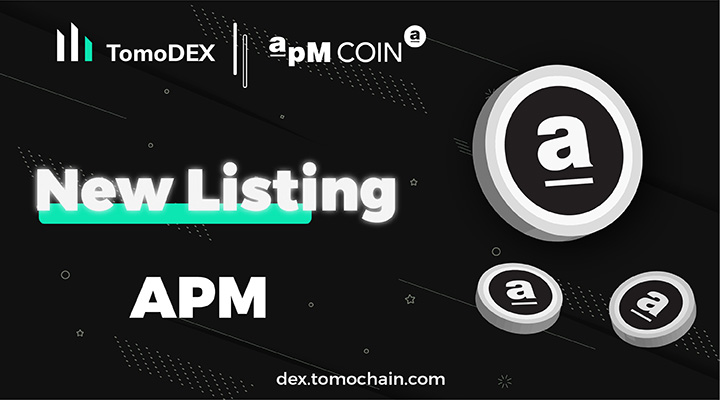 TomoDEX
apM COIN a
New Listing
APM
a
a
a
dex.tomochain.com